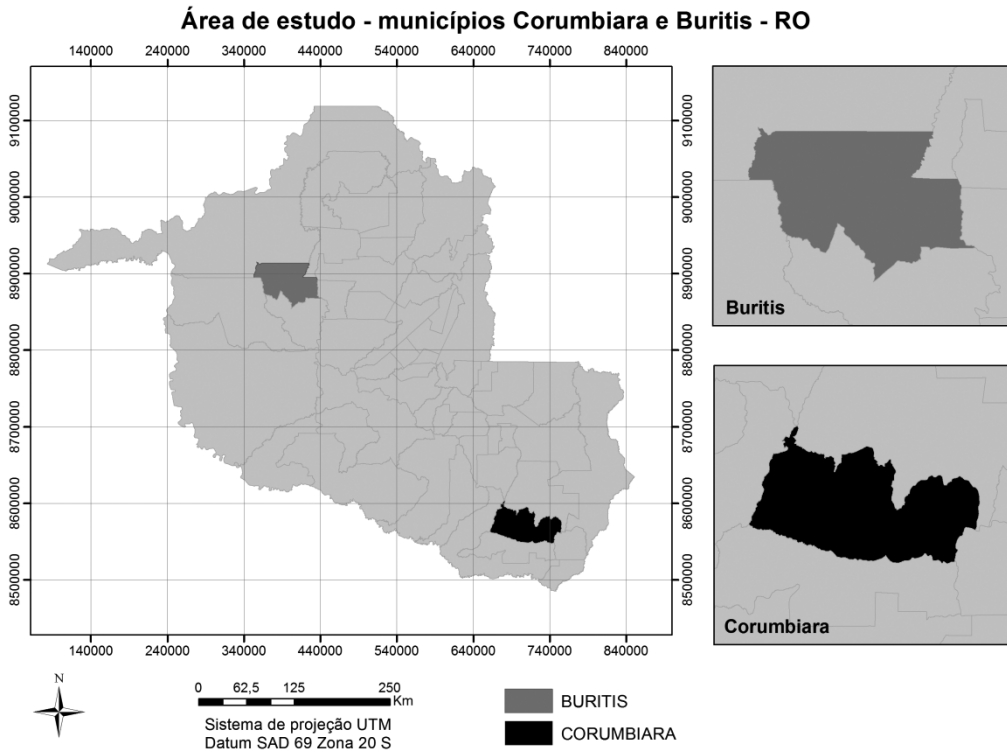 Área de estudo - municípios Corumbiara e Buritis - RO
140000 240000 340000 440000 540000 640000 740000 840000
9100000 9100000
9000000 9000000
8900000 8900000
8800000 8800000
8700000 8700000
8600000 8600000
8500000 8500000
140000 240000 340000 440000 540000 640000 740000 840000
Buritis
Corumbiara
N
0 62,5 125 250
Km
Sistema de projeção UTM
Datum SAD 69 Zona 20 S
BURITIS
CORUMBIARA